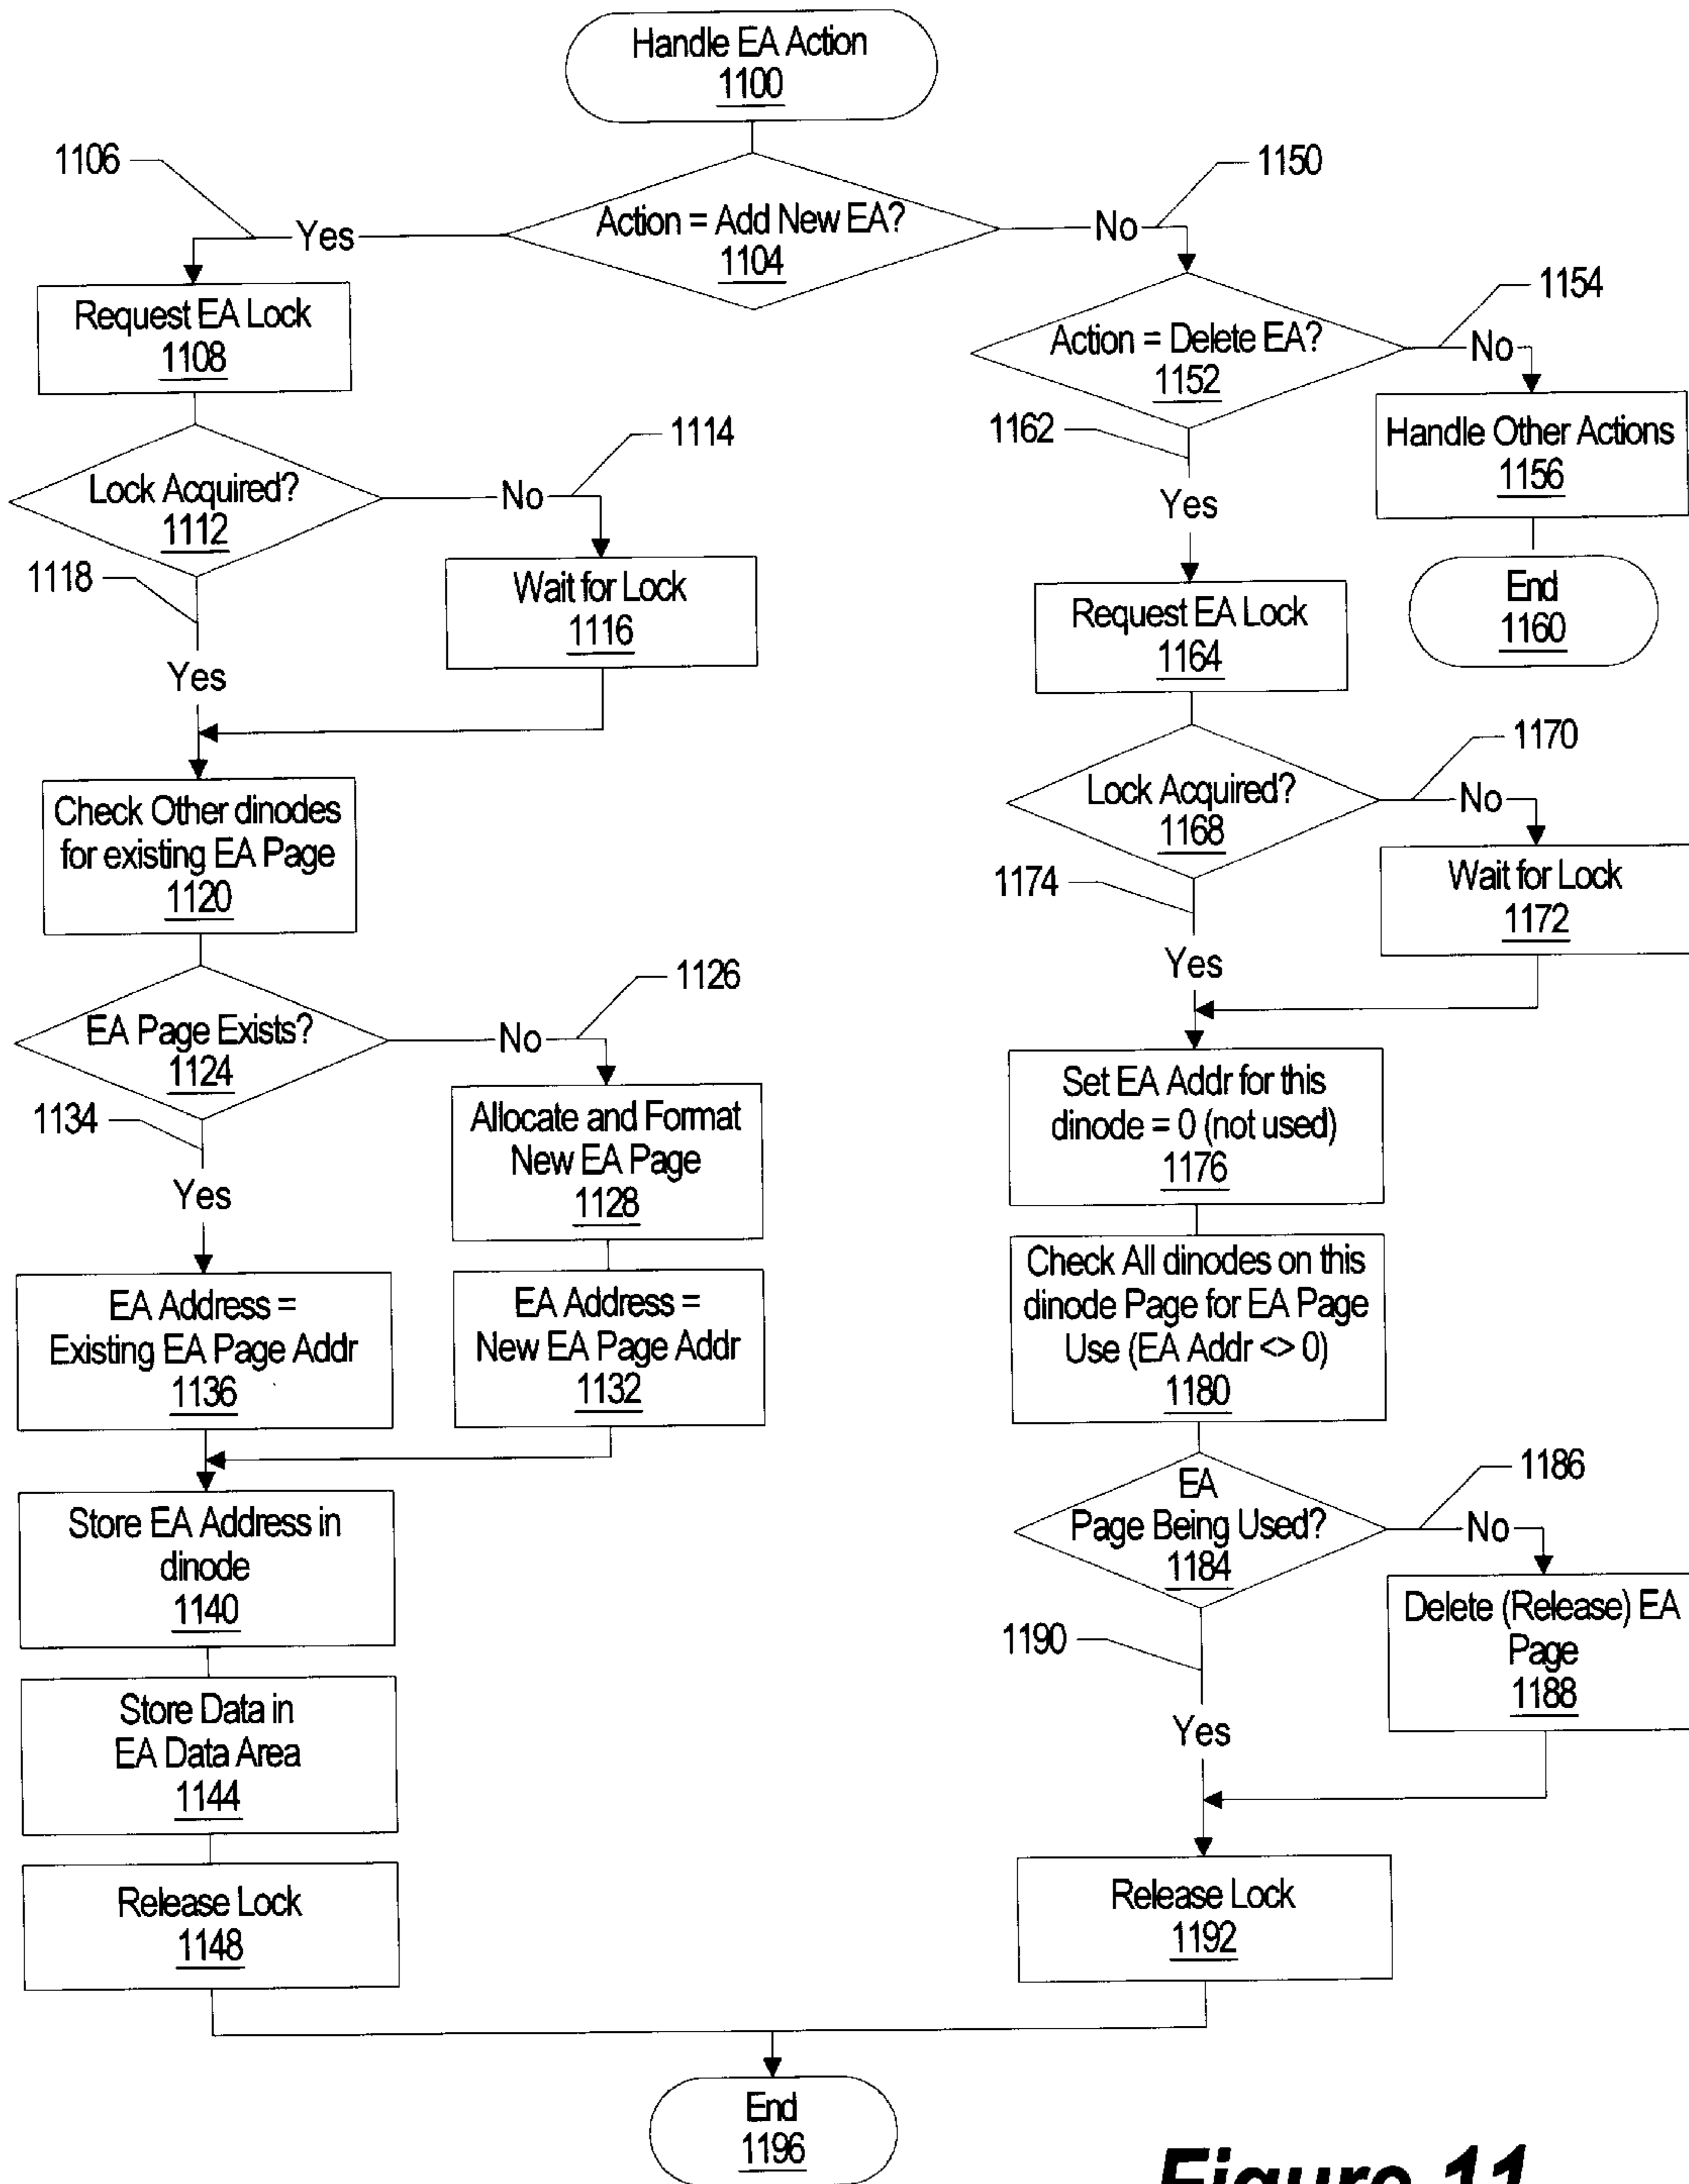 Handle EA Action
1100
1106
1150
Action = Add New EA?
1104
Yes
No
Request EA Lock
1108
1154
Action = Delete EA?
1152
No
1162
Handle Other Actions
1156
1114
Lock Acquired?
1112
No
Yes
1118
Wait for Lock
1116
End
1160
Request EA Lock
1164
Yes
1170
Check Other dinodes
for existing EA Page
1120
Lock Acquired?
1168
No
1174
Wait for Lock
1172
Yes
1126
EA Page Exists?
1124
No
1134
Set EA Addr for this
dinode = 0 (not used)
1176
Allocate and Format
New EA Page
1128
Yes
Check All dinodes on this
dinode Page for EA Page
Use (EA Addr <> 0)
1180
EA Address =
Existing EA Page Addr
1136
EA Address =
New EA Page Addr
1132
1186
EA
Page Being Used?
1184
No
Store EA Address in
dinode
1140
Delete (Release) EA
Page
1188
1190
Yes
Store Data in
EA Data Area
1144
Release Lock
1148
Release Lock
1192
End
1196
Figure 11